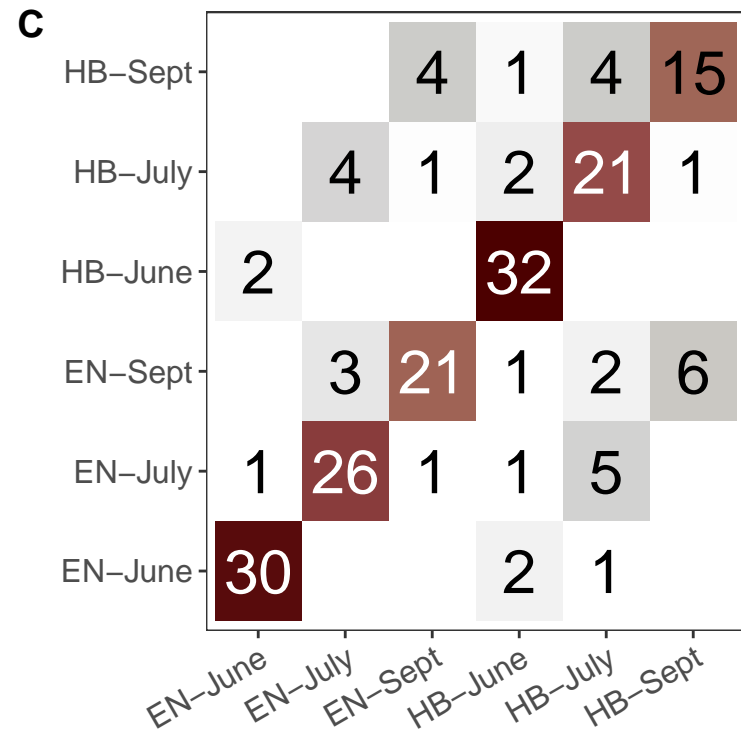 C
HB−Sept 4 1 4 15
HB−July 4 1 2 21 1
HB−June 2 32
EN−Sept 3 21 1 2 6
EN−July 1 26 1 1 5
EN−June 30 2 1
EN−June EN−July EN−Sept HB−June HB−July HB−Sept